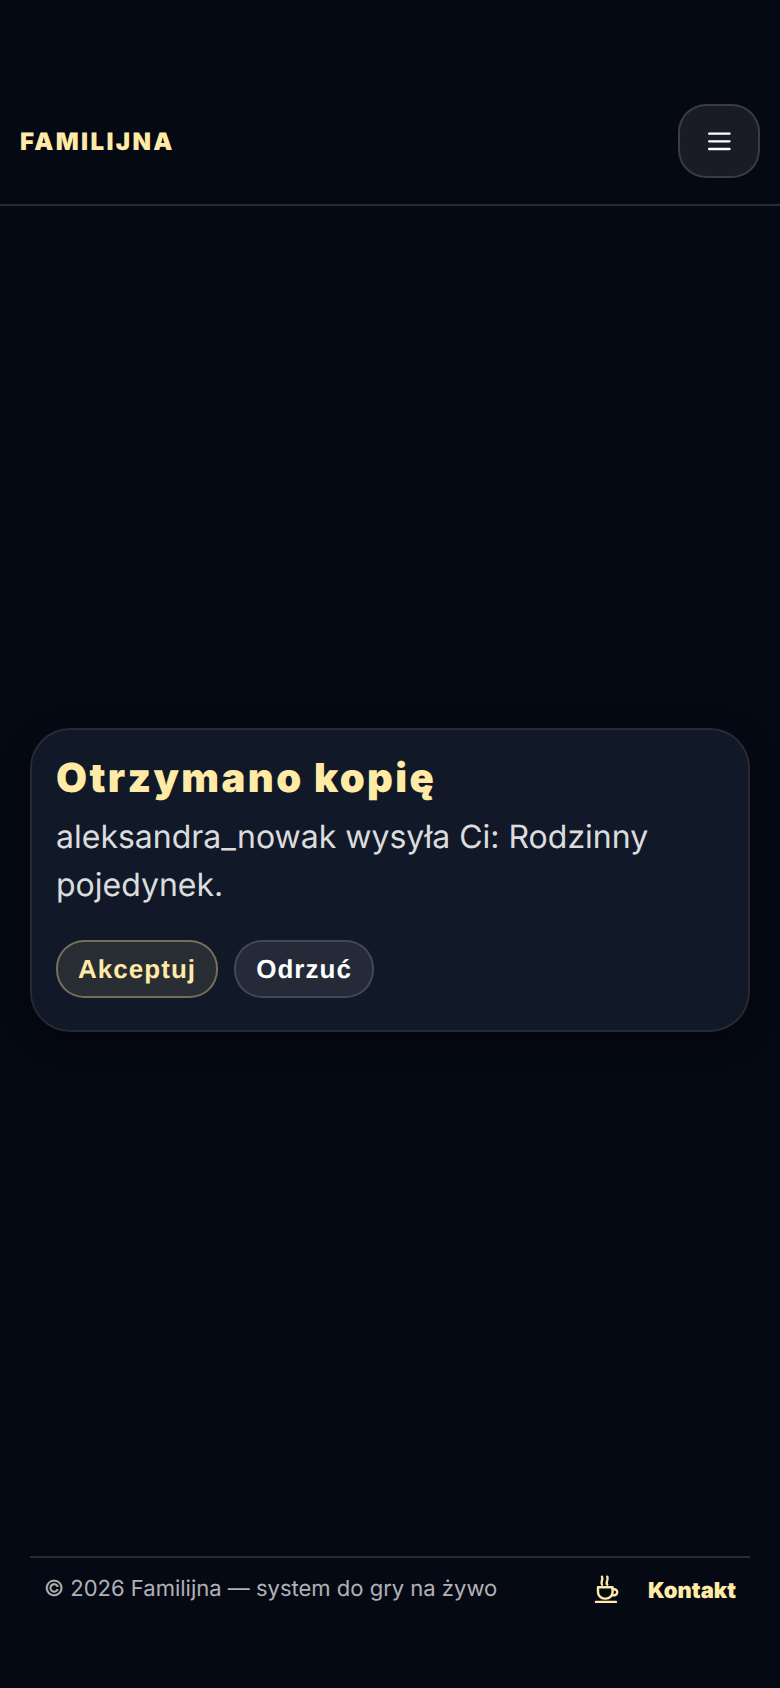 FAMILIJNA
Otrzymano kopię
aleksandra_nowak wysyła Ci: Rodzinny
pojedynek.
Akceptuj
Odrzuć
© 2026 Familijna — system do gry na żywo
Kontakt